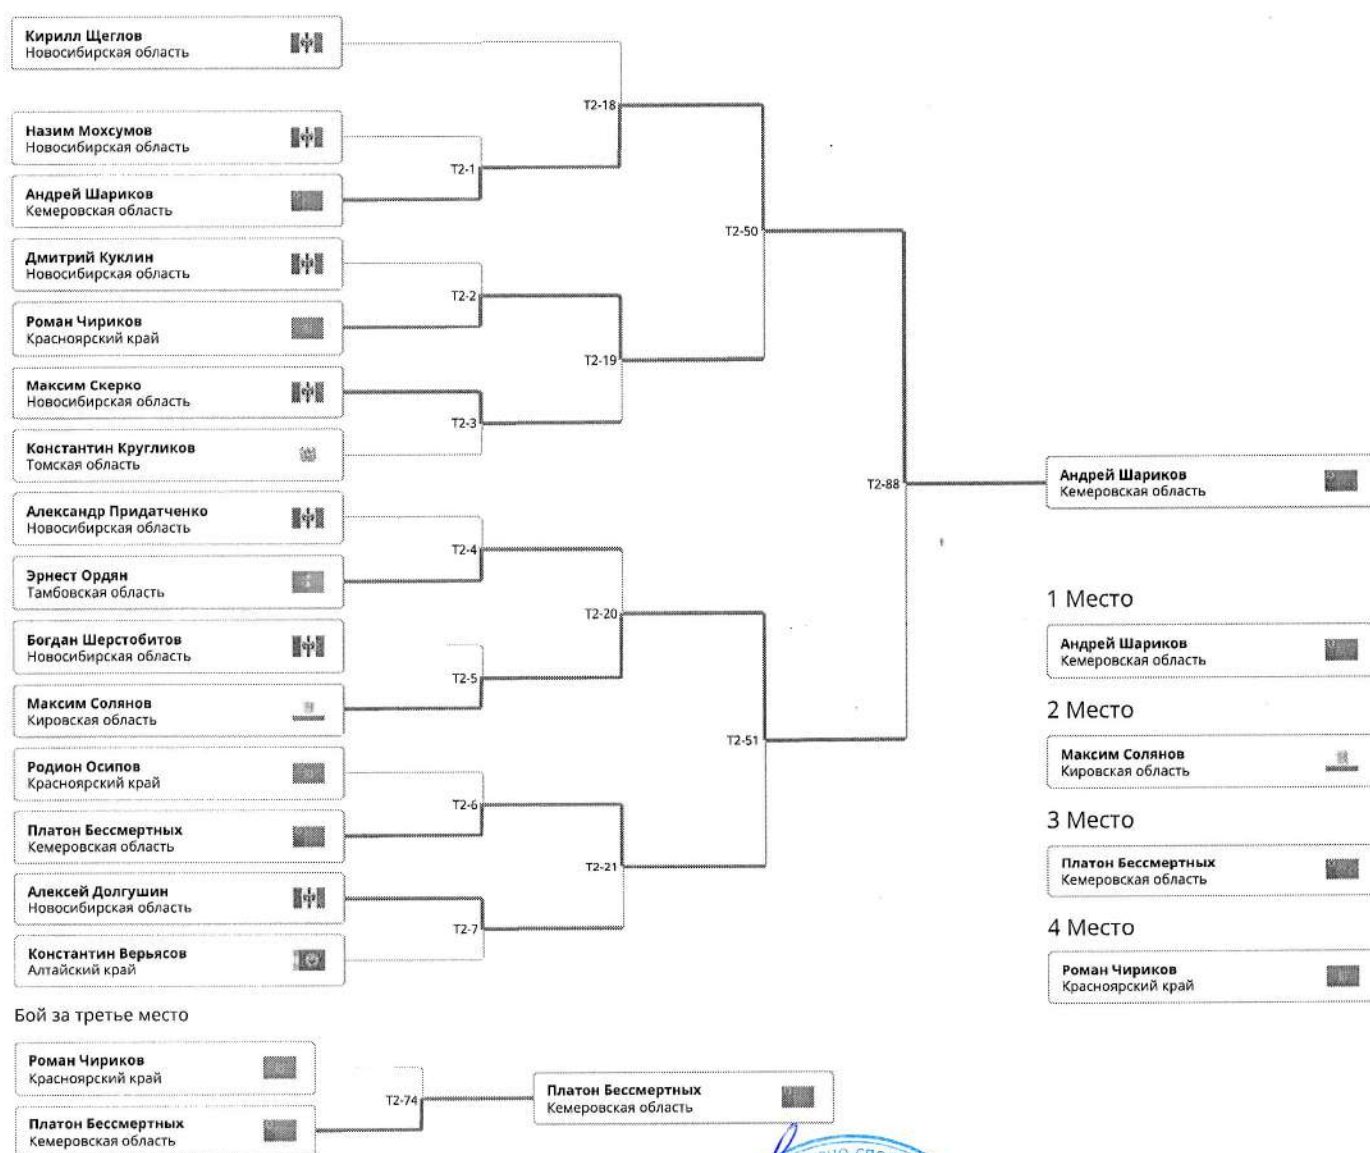 Кирилл Щеглов
Новосибирская область
Назим Мохсумов
Новосибирская область
Андрей Шариков
Кемеровская область
Дмитрий Куклин
Новосибирская область
Роман Чириков
Красноярский край
Максим Скерко
Новосибирская область
Константин Кругликов
Томская область
Александр Придатченко
Новосибирская область
Эрнест Ордян
Тамбовская область
Богдан Шерстобитов
Новосибирская область
Максим Солянов
Кировская область
Родион Осипов
Красноярский край
Платон Бессмертных
Кемеровская область
Алексей Долгушин
Новосибирская область
Константин Верьясов
Алтайский край
T2-1
T2-2
T2-3
T2-4
T2-5
T2-6
T2-7
T2-18
T2-19
T2-20
T2-21
T2-50
T2-51
T2-88
Андрей Шариков
Кемеровская область
1 Место
Андрей Шариков
Кемеровская область
2 Место
Максим Солянов
Кировская область
3 Место
Платон Бессмертных
Кемеровская область
4 Место
Роман Чириков
Красноярский край
Бой за третье место
Роман Чириков
Красноярский край
Платон Бессмертных
Кемеровская область
T2-74
Платон Бессмертных
Кемеровская область